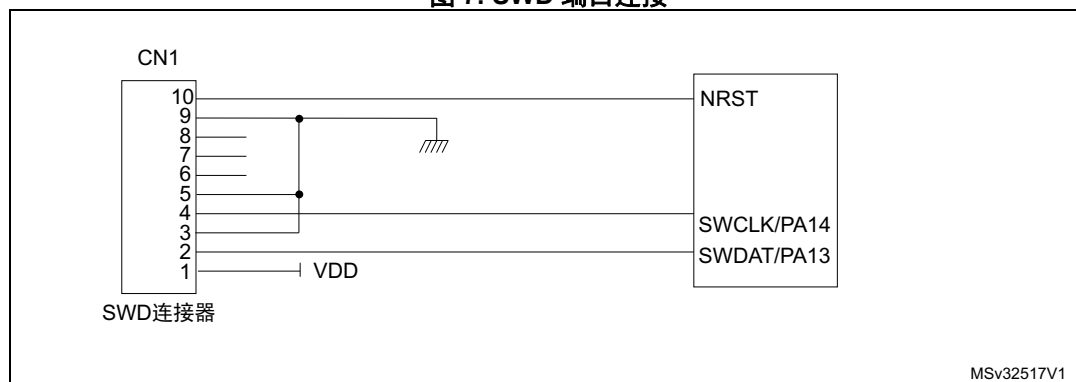 图 7. SWD 端口连接
CN1
10
9
8
7
6
5
4
3
2
1
NRST
SWCLK/PA14
SWDAT/PA13
VDD
SWD连接器
MSv32517V1